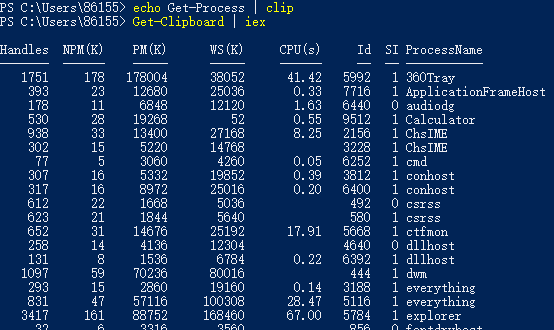 PS C:\Users\86155> echo Get-Process | clip
PS C:\Users\86155> Get-Clipboard | iex
Handles NPM(K) PM(K) WS(K) CPU(s) Id SI ProcessName
1751 178 178004 38052 41.42 5992 1 360Tray
393 23 12680 25036 0.33 7716 1 ApplicationFrameHost
178 11 6848 12120 1.63 6440 0 audiodg
530 28 19268 52 0.55 9512 1 Calculator
938 33 13400 27168 8.25 2156 1 ChsIME
302 15 5220 14768 3228 1 ChsIME
77 5 3060 4260 0.05 6252 1 cmd
307 16 5332 19852 0.39 3812 1 conhost
317 16 8972 25016 0.20 6400 1 conhost
612 22 1668 5036 492 0 csrss
623 21 1844 5640 580 1 csrss
652 31 14676 25192 17.91 5668 1 ctfmon
258 14 4136 12304 4640 0 dllhost
131 8 1536 6784 0.22 6392 1 dllhost
1097 59 70236 80016 444 1 dwm
293 15 2860 19160 0.14 3188 1 everything
831 47 57116 100308 28.47 5116 1 everything
3417 161 88752 168460 67.00 5784 1 explorer